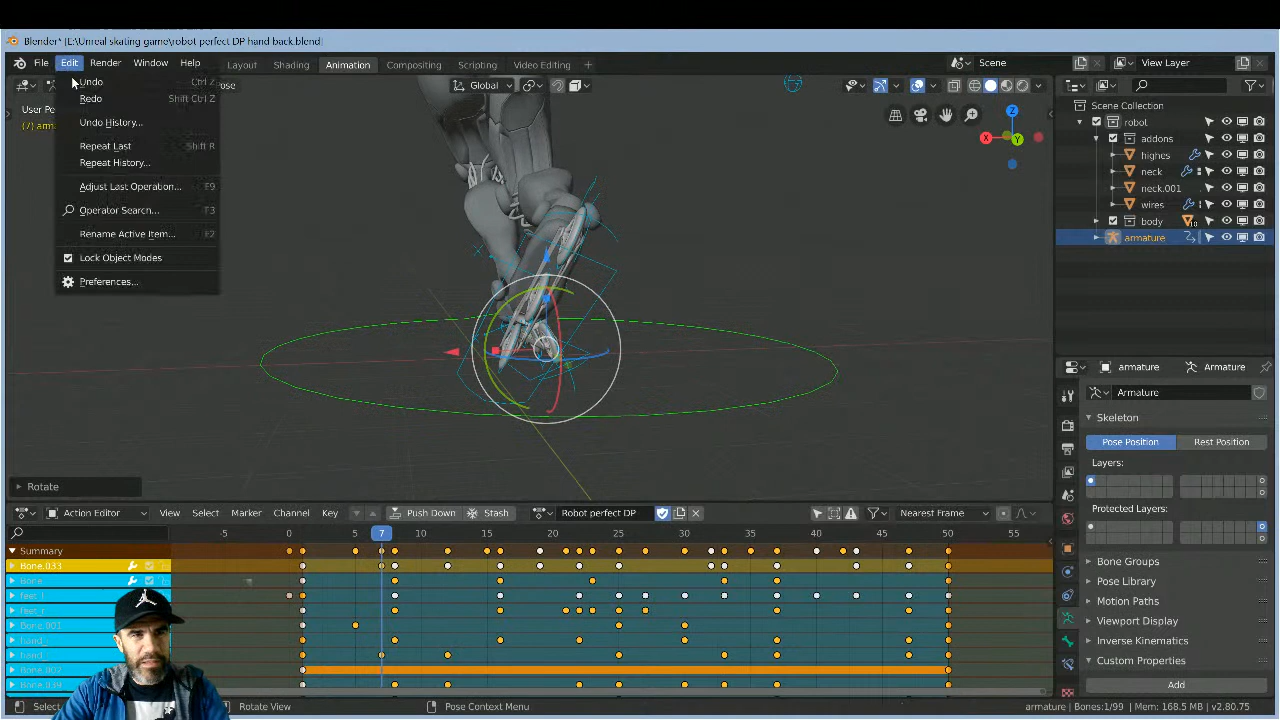 Blender* [E:\Unreal skating game\robot perfect DP hand back.blend]
File Edit Render Window Help Layout Shading Animation Compositing Rendering Video Editing + Scene View Layer
Undo Ctrl Z
Redo Shift Ctrl Z
Undo History...
Repeat Last Shift R
Repeat History...
Adjust Last Operation... F9
Operator Search... F3
Rename Active Item... F2
Lock Object Modes
Preferences...
Global
X Y Z
Scene Collection
robot
addons
highes
neck
neck.001
wires
body
armature
armature Armature
Armature
Skeleton
Pose Position Rest Position
Layers:
Protected Layers:
Bone Groups
Pose Library
Motion Paths
Viewport Display
Inverse Kinematics
Custom Properties
Add
Rotate
Action Editor View Select Marker Channel Key Push Down Stash Robot perfect DP Nearest Frame
-5 0 5 7 10 15 20 25 30 35 40 45 50 55
Summary
Bone.033
Bone
feet_l
feet_r
Bone.001
hand_
hand_
Bone.002
Bone.039
Select Rotate View Pose Context Menu armature | Bones:1/99 | Mem: 168.5 MB | v2.80.75